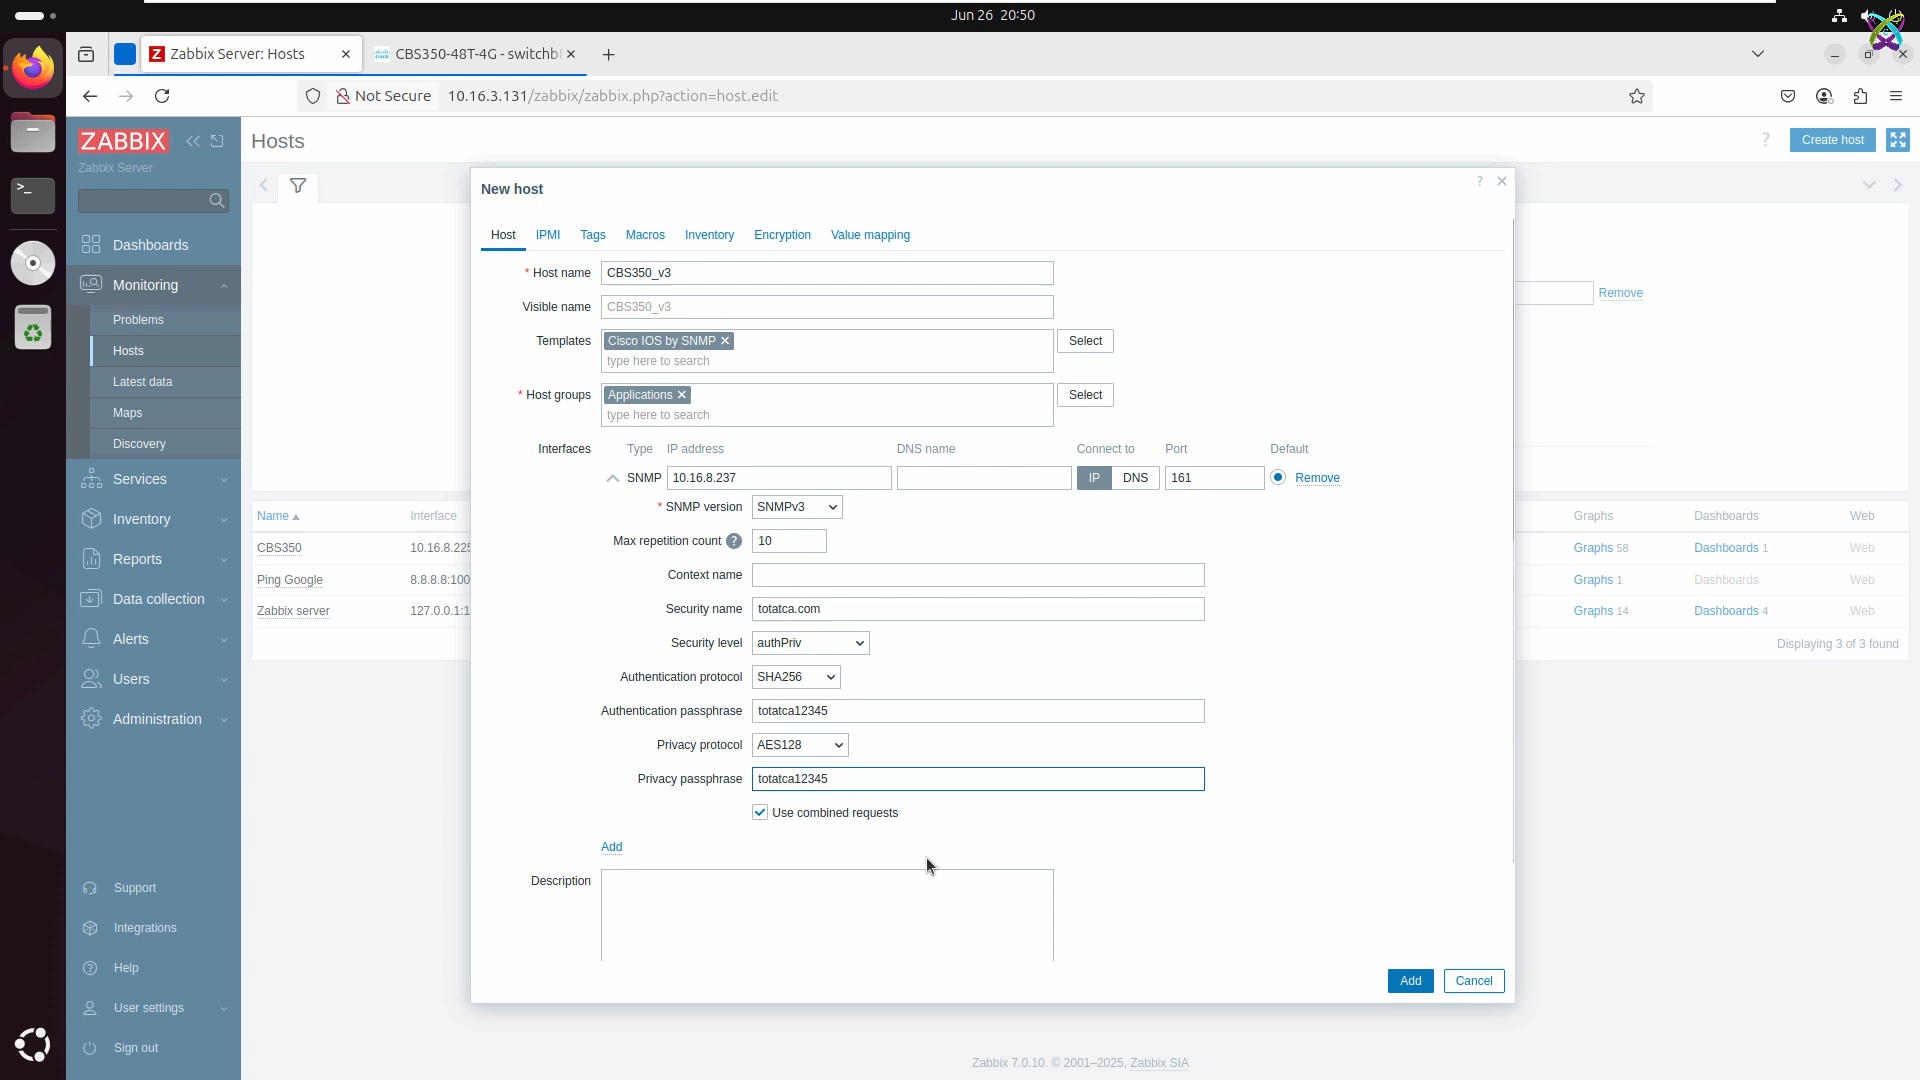 Jun 26 20:50
Zabbix Server: Hosts
CBS350-48T-4G - switchb
Not Secure
10.16.3.131/zabbix/zabbix.php?action=host.edit
ZABBIX
Zabbix Server
Dashboards
Monitoring
Problems
Hosts
Latest data
Maps
Discovery
Services
Inventory
Reports
Data collection
Alerts
Users
Administration
Support
Integrations
Help
User settings
Sign out
Hosts
Create host
Remove
Name
Interface
Graphs
Dashboards
Web
CBS350
10.16.8.225
Graphs 58
Dashboards 1
Web
Ping Google
8.8.8.8:100
Graphs 1
Dashboards
Web
Zabbix server
127.0.0.1:1
Graphs 14
Dashboards 4
Web
Displaying 3 of 3 found
New host
Host
IPMI
Tags
Macros
Inventory
Encryption
Value mapping
* Host name
CBS350_v3
Visible name
CBS350_v3
Templates
Cisco IOS by SNMP
type here to search
Select
* Host groups
Applications
type here to search
Select
Interfaces
Type
IP address
DNS name
Connect to
Port
Default
SNMP
10.16.8.237
IP
DNS
161
Remove
* SNMP version
SNMPv3
Max repetition count
10
Context name
Security name
totatca.com
Security level
authPriv
Authentication protocol
SHA256
Authentication passphrase
totatca12345
Privacy protocol
AES128
Privacy passphrase
totatca12345
Use combined requests
Add
Description
Add
Cancel
Zabbix 7.0.10. © 2001–2025, Zabbix SIA